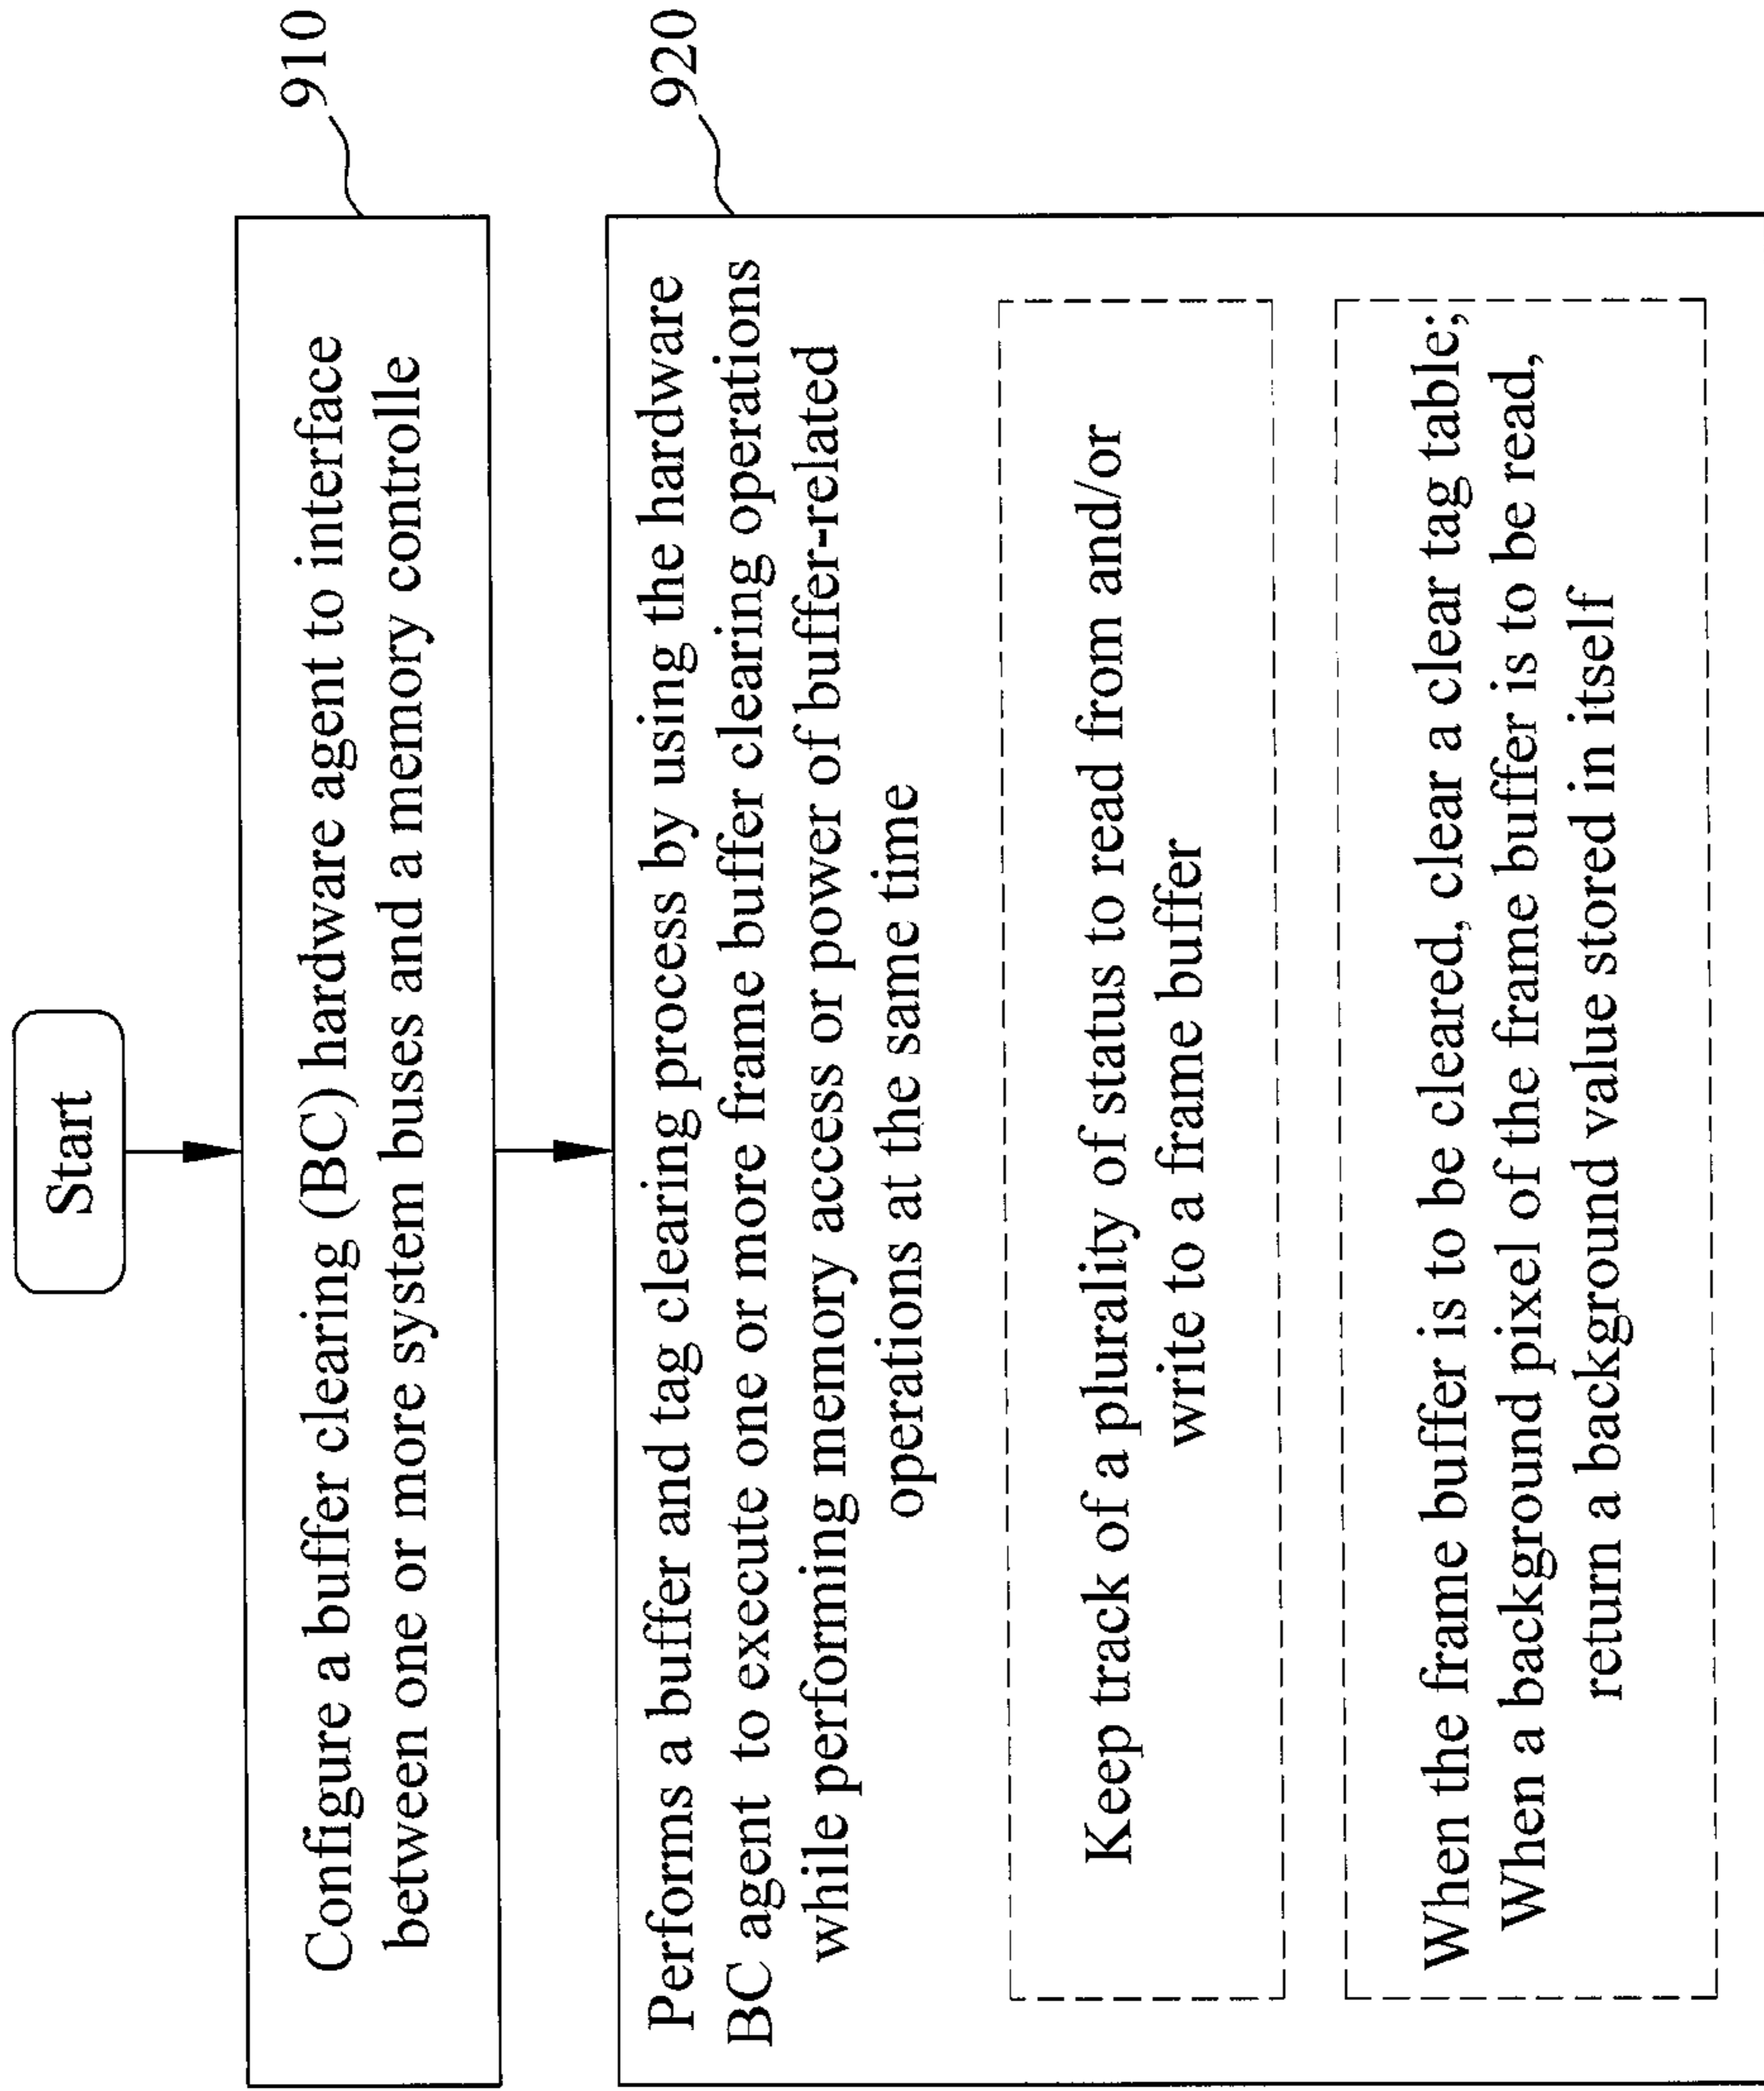 Start
910
Configure a buffer clearing (BC) hardware agent to interface
between one or more system buses and a memory controlle
920
Performs a buffer and tag clearing process by using the hardware
BC agent to execute one or more frame buffer clearing operations
while performing memory access or power of buffer-related
operations at the same time
Keep track of a plurality of status to read from and/or
write to a frame buffer
When the frame buffer is to be cleared, clear a clear tag table;
When a background pixel of the frame buffer is to be read,
return a background value stored in itself